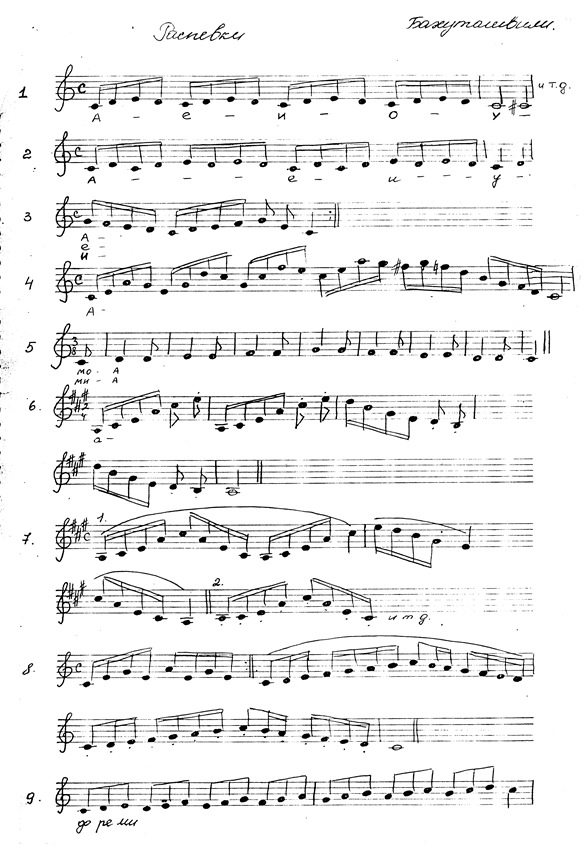 Распевки Бахуташвили.
1 и т.д.
А - е - и - о - у -
2
А - - - е - - и - - у -
3
А -
е -
и -
4
А -
5
мо - А
ми - А
6.
а -
7. 1.
2. и т д.
8.
9.
до ре ми